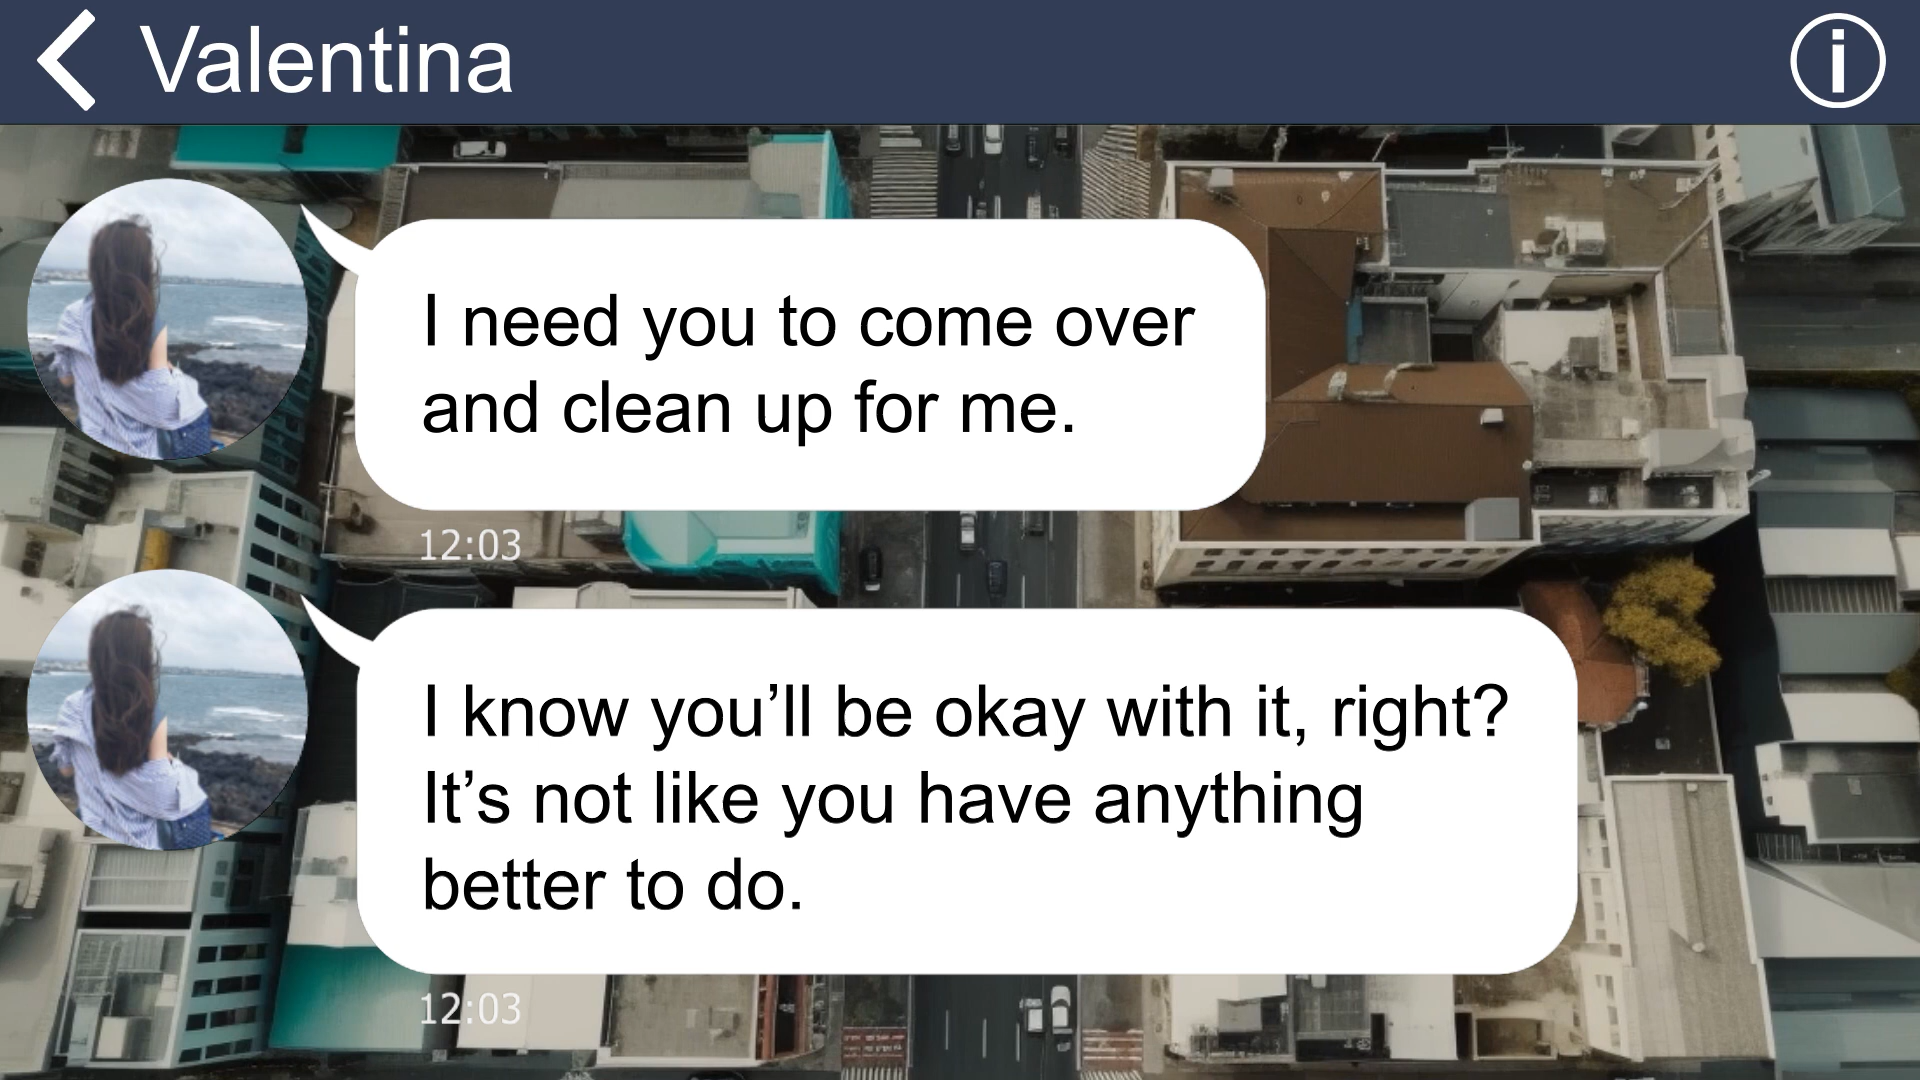 Valentina
I need you to come over
and clean up for me.
12:03
I know you’ll be okay with it, right?
It’s not like you have anything
better to do.
12:03